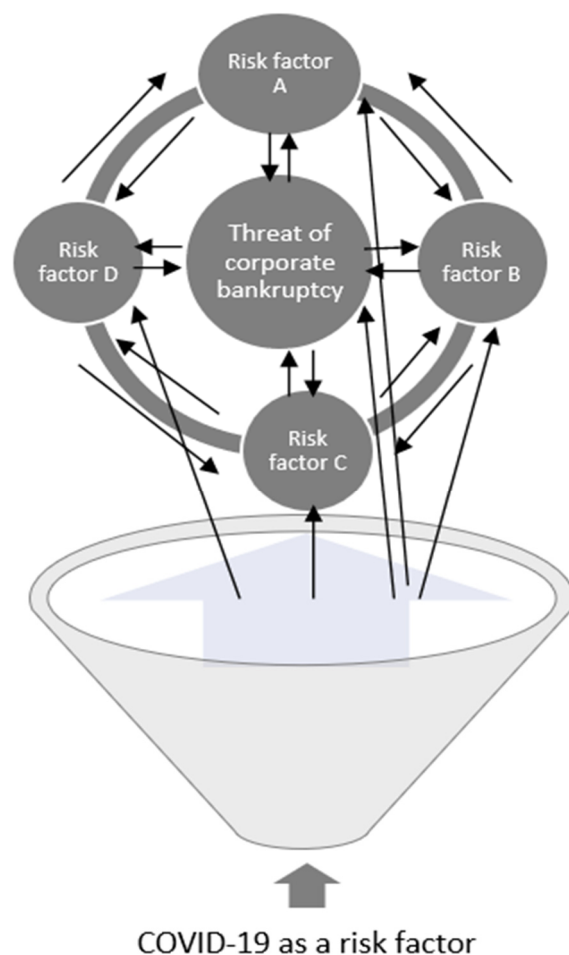 Risk factor
A
Threat of
corporate
bankruptcy
Risk
factor D
Risk
factor B
Risk
factor C
COVID-19 as a risk factor